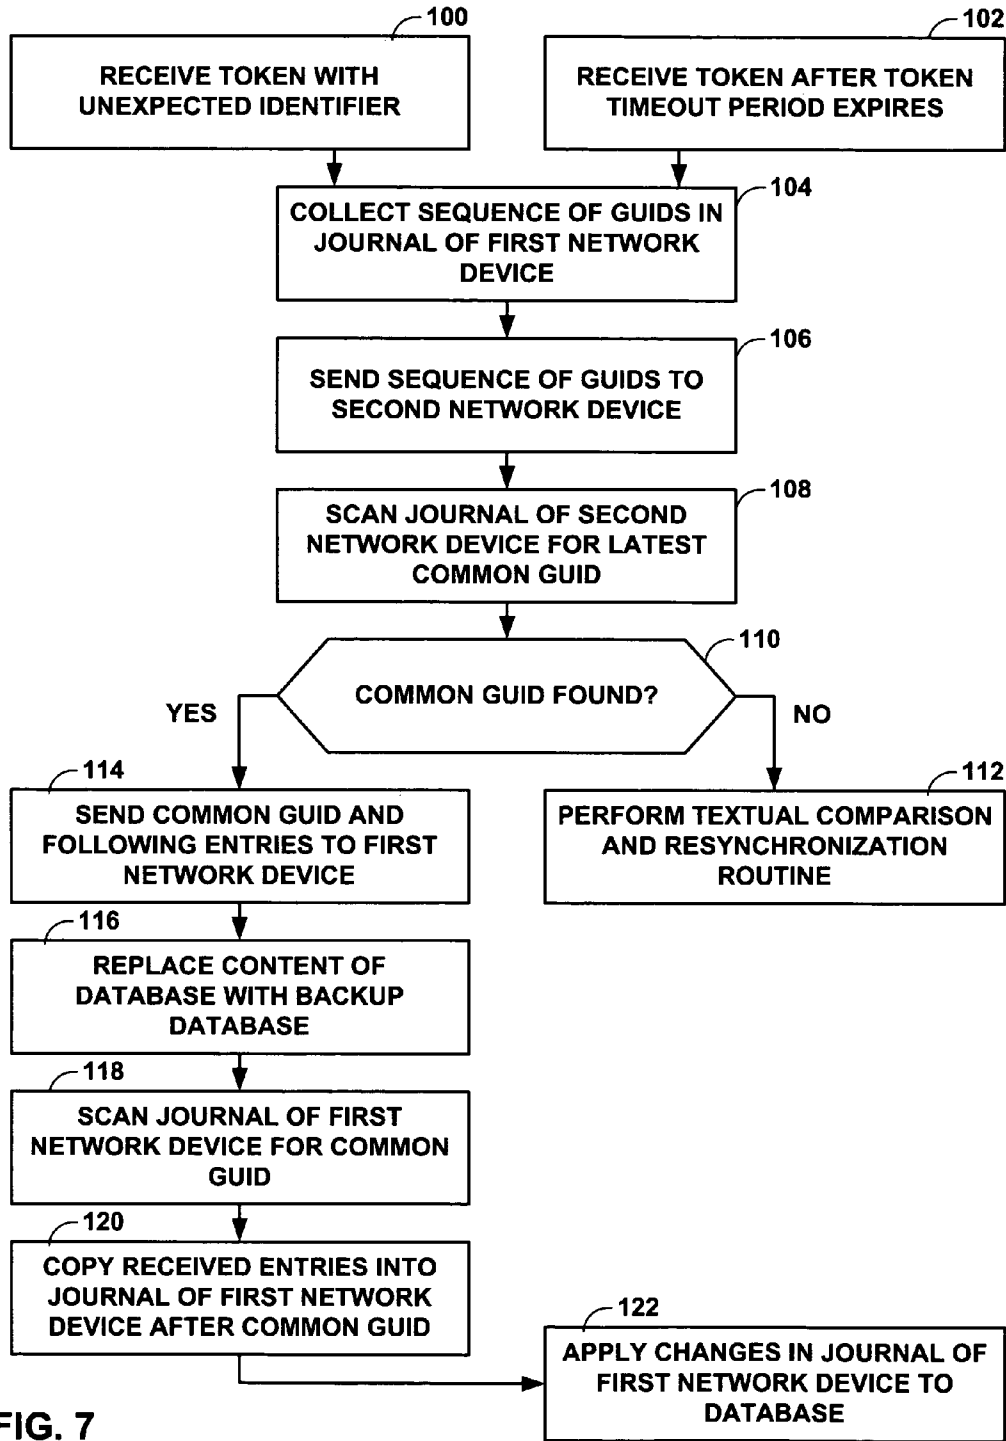 100
RECEIVE TOKEN WITH
UNEXPECTED IDENTIFIER
102
RECEIVE TOKEN AFTER TOKEN
TIMEOUT PERIOD EXPIRES
104
COLLECT SEQUENCE OF GUIDS IN
JOURNAL OF FIRST NETWORK
DEVICE
106
SEND SEQUENCE OF GUIDS TO
SECOND NETWORK DEVICE
108
SCAN JOURNAL OF SECOND
NETWORK DEVICE FOR LATEST
COMMON GUID
110
COMMON GUID FOUND?
YES
NO
114
SEND COMMON GUID AND
FOLLOWING ENTRIES TO FIRST
NETWORK DEVICE
112
PERFORM TEXTUAL COMPARISON
AND RESYNCHRONIZATION
ROUTINE
116
REPLACE CONTENT OF
DATABASE WITH BACKUP
DATABASE
118
SCAN JOURNAL OF FIRST
NETWORK DEVICE FOR COMMON
GUID
120
COPY RECEIVED ENTRIES INTO
JOURNAL OF FIRST NETWORK
DEVICE AFTER COMMON GUID
122
APPLY CHANGES IN JOURNAL OF
FIRST NETWORK DEVICE TO
DATABASE
FIG. 7